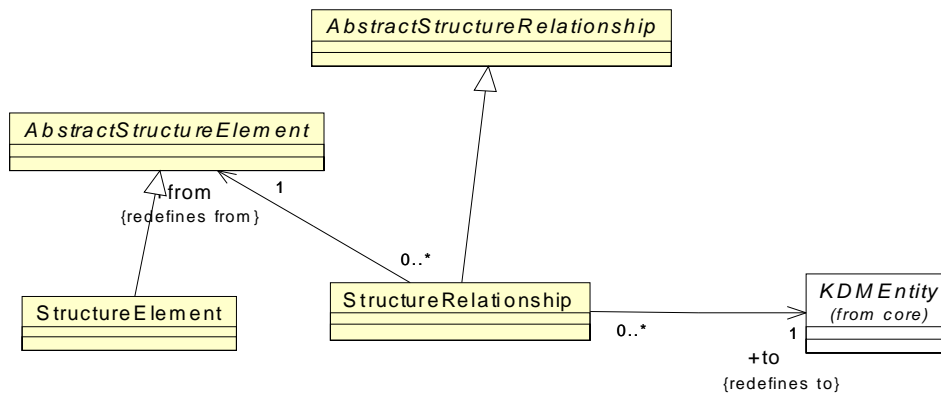 AbstractStructureRelationship
AbstractStructureElement
from
{redefines from}
1
0..*
StructureElement
StructureRelationship
KDMEntity
(from core)
0..*
1
+to
{redefines to}